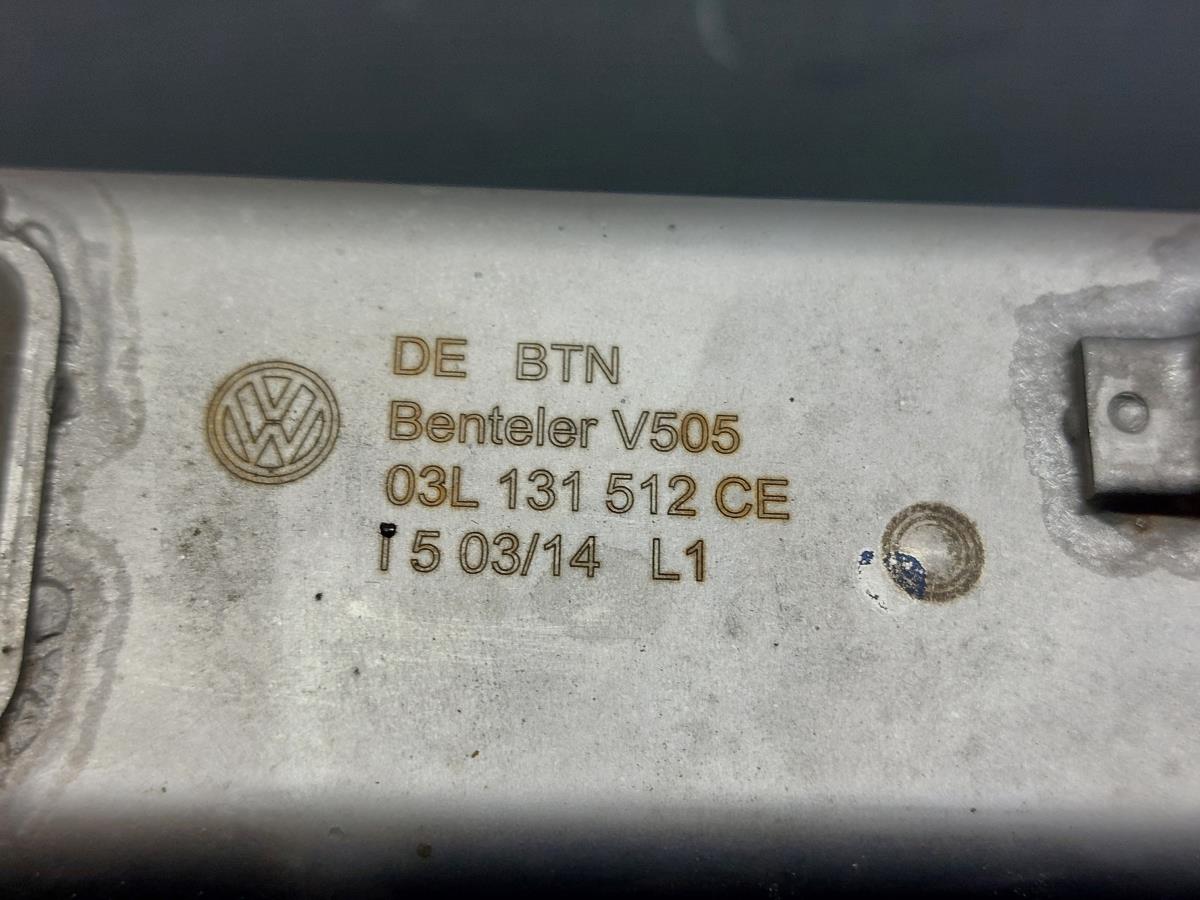 DE BTN
Benteler V505
03L 131 512 CE
I 5 03/14 L1